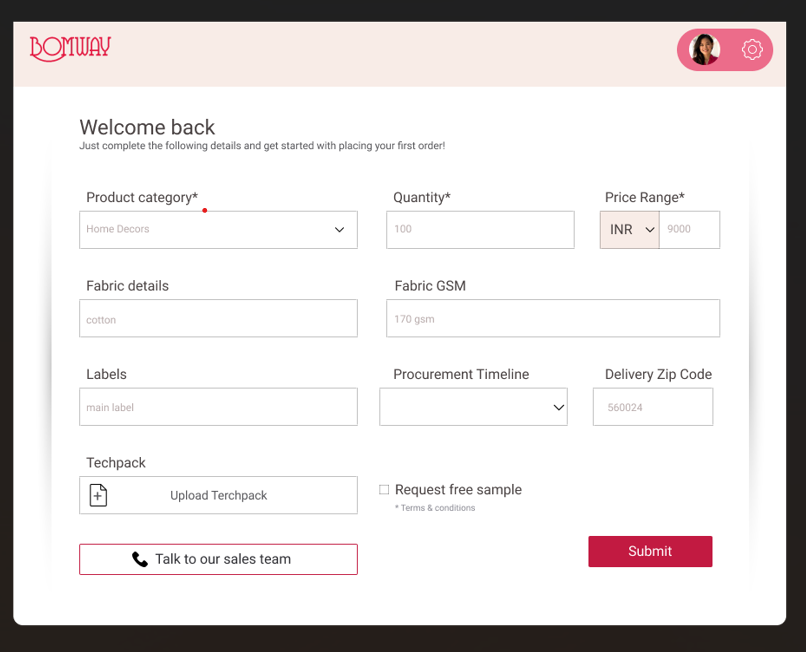 BOMWAY
Welcome back
Just complete the following details and get started with placing your first order!
Product category* Quantity* Price Range*
Home Decors 100 INR 9000
Fabric details Fabric GSM
cotton 170 gsm
Labels Procurement Timeline Delivery Zip Code
main label 560024
Techpack
Upload Terchpack
Request free sample
* Terms & conditions
Talk to our sales team
Submit